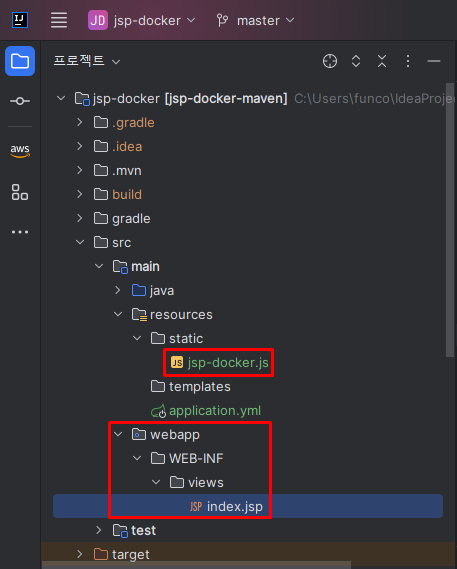 IJ JD jsp-docker master
프로젝트
jsp-docker [jsp-docker-maven] C:\Users\funco\IdeaProje
.gradle
.idea
.mvn
aws
build
gradle
src
main
java
resources
static
JS jsp-docker.js
templates
application.yml
webapp
WEB-INF
views
JSP index.jsp
test
target